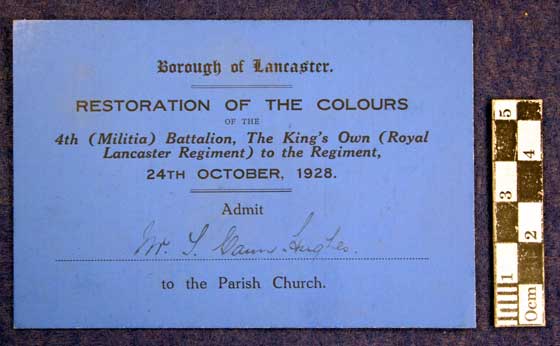 Borough of Lancaster.
RESTORATION OF THE COLOURS
OF THE
4th (Militia) Battalion, The King's Own (Royal
Lancaster Regiment) to the Regiment,
24TH OCTOBER, 1928.
Admit
Mr. T. Cann Hughes.
to the Parish Church.
5
4
3
2
1
0cm